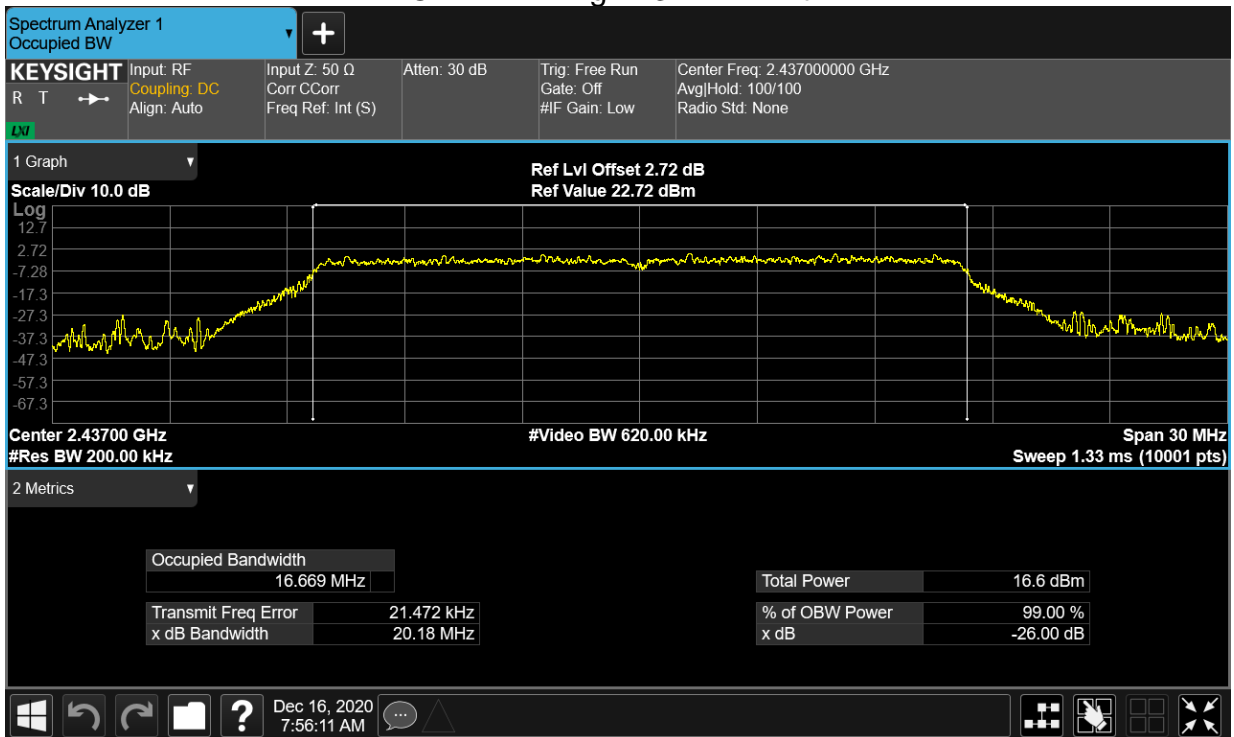 Spectrum Analyzer 1
Occupied BW
KEYSIGHT
R T
LXI
Input: RF
Coupling: DC
Align: Auto
Input Z: 50 Ω
Corr CCorr
Freq Ref: Int (S)
Atten: 30 dB
Trig: Free Run
Gate: Off
#IF Gain: Low
Center Freq: 2.437000000 GHz
Avg|Hold: 100/100
Radio Std: None
1 Graph
Scale/Div 10.0 dB
Ref Lvl Offset 2.72 dB
Ref Value 22.72 dBm
Log
12.7
2.72
-7.28
-17.3
-27.3
-37.3
-47.3
-57.3
-67.3
Center 2.43700 GHz
#Res BW 200.00 kHz
#Video BW 620.00 kHz
Span 30 MHz
Sweep 1.33 ms (10001 pts)
2 Metrics
Occupied Bandwidth
16.669 MHz
Transmit Freq Error 21.472 kHz
x dB Bandwidth 20.18 MHz
Total Power 16.6 dBm
% of OBW Power 99.00 %
x dB -26.00 dB
?
Dec 16, 2020
7:56:11 AM